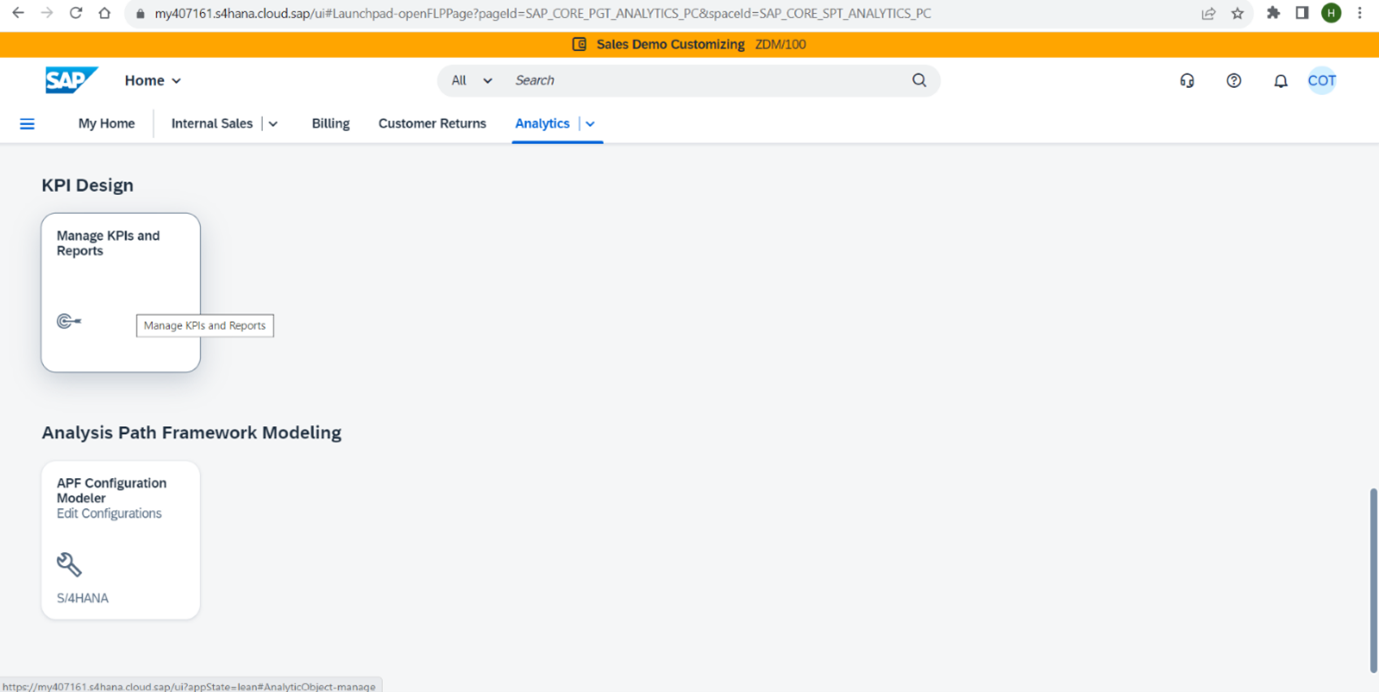 my407161.s4hana.cloud.sap/ui#Launchpad-openFLPPage?pageId=SAP_CORE_PGT_ANALYTICS_PC&spaceId=SAP_CORE_SPT_ANALYTICS_PC
H
Sales Demo Customizing ZDM/100
SAP Home All Search COT
My Home Internal Sales Billing Customer Returns Analytics
KPI Design
Manage KPIs and
Reports
Manage KPIs and Reports
Analysis Path Framework Modeling
APF Configuration
Modeler
Edit Configurations
S/4HANA
https://my407161.s4hana.cloud.sap/ui?appState=lean#AnalyticObject-manage